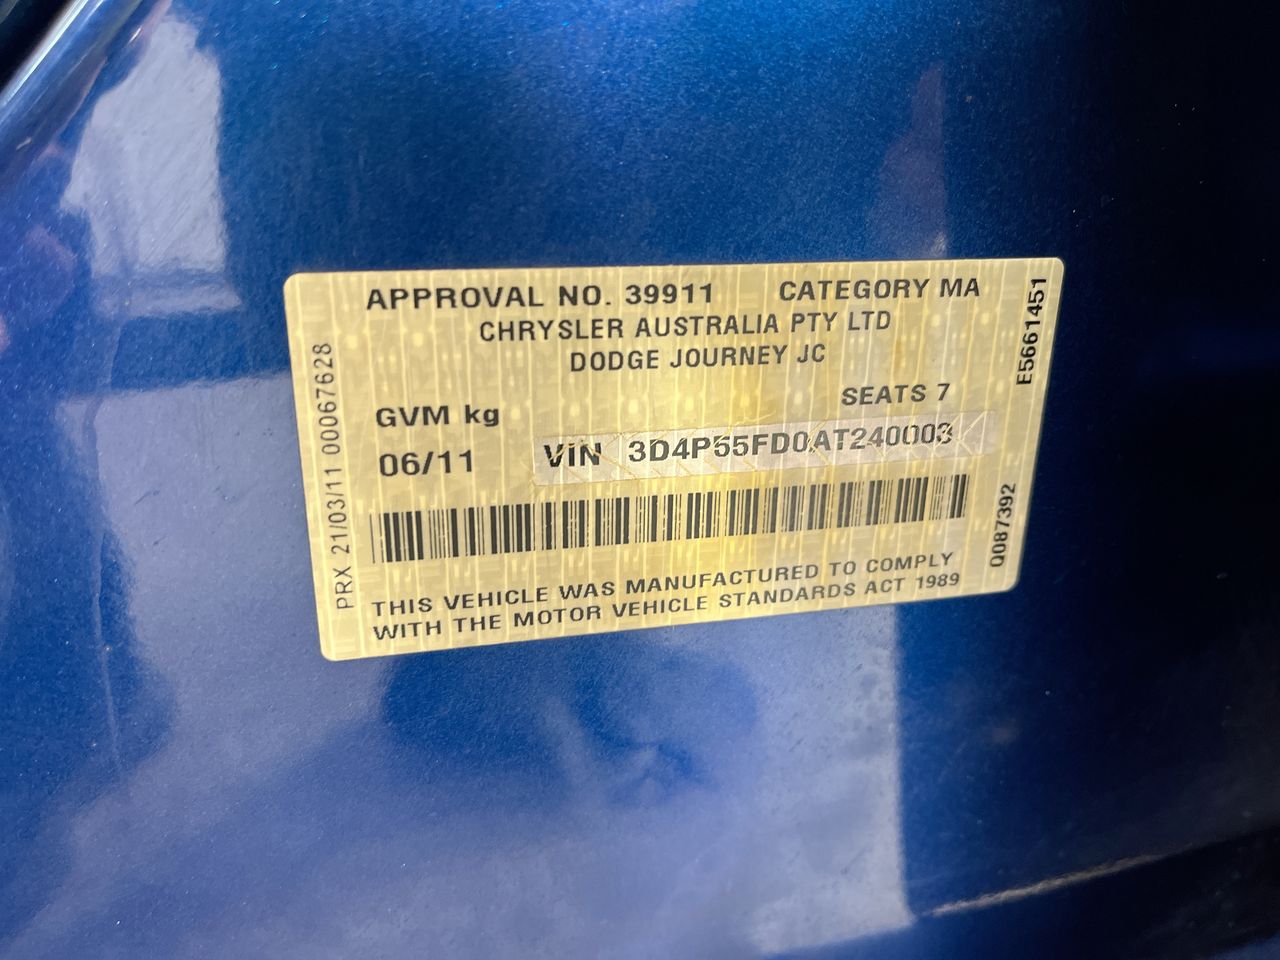 APPROVAL NO. 39911 CATEGORY MA
CHRYSLER AUSTRALIA PTY LTD
DODGE JOURNEY JC
SEATS 7
GVM kg
06/11 VIN 3D4P55FD0AT240003
THIS VEHICLE WAS MANUFACTURED TO COMPLY
WITH THE MOTOR VEHICLE STANDARDS ACT 1989
PRX 21/03/11 00067628
E5661451
Q087392